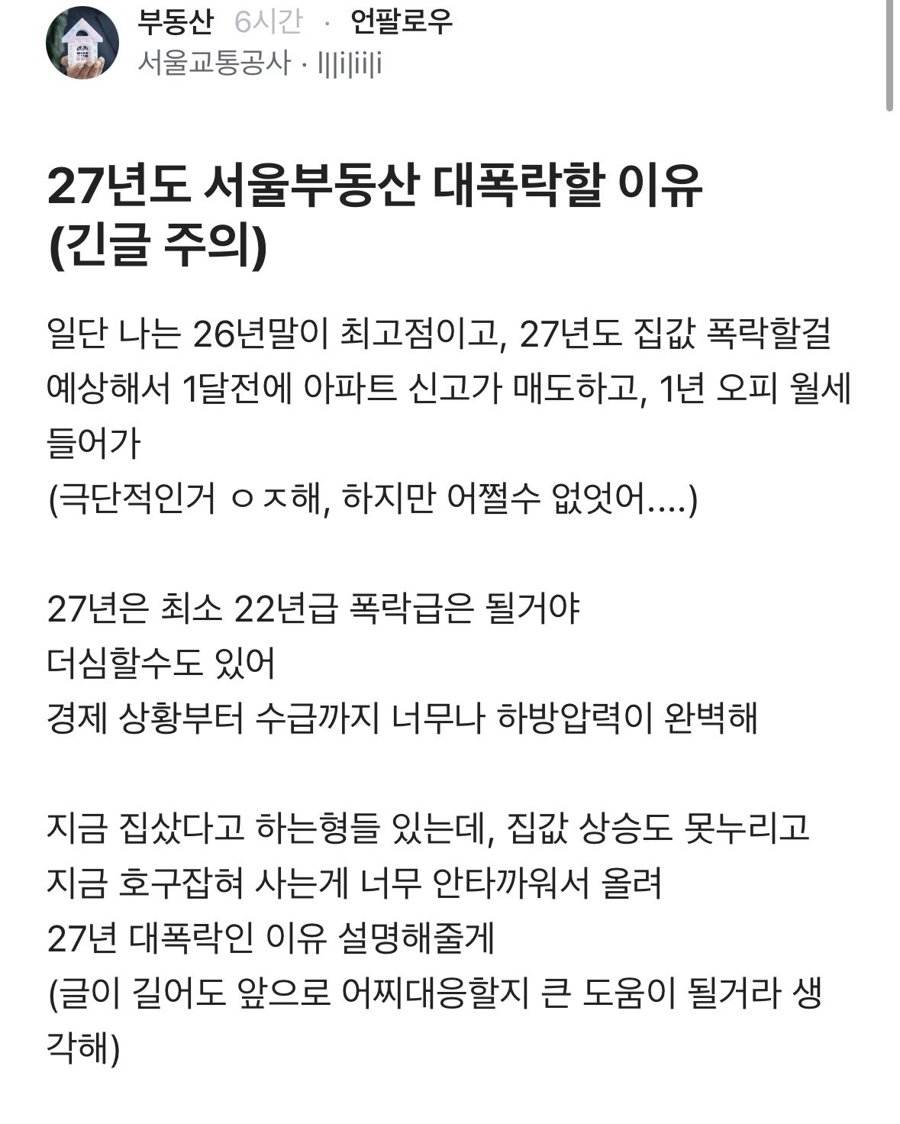 부동산 6시간 · 언팔로우
서울교통공사 · l||i|ii|i
27년도 서울부동산 대폭락할 이유
(긴글 주의)
일단 나는 26년말이 최고점이고, 27년도 집값 폭락할걸
예상해서 1달전에 아파트 신고가 매도하고, 1년 오피 월세
들어가
(극단적인거 ㅇㅈ해, 하지만 어쩔수 없엇어....)
27년은 최소 22년급 폭락급은 될거야
더심할수도 있어
경제 상황부터 수급까지 너무나 하방압력이 완벽해
지금 집샀다고 하는형들 있는데, 집값 상승도 못누리고
지금 호구잡혀 사는게 너무 안타까워서 올려
27년 대폭락인 이유 설명해줄게
(글이 길어도 앞으로 어찌대응할지 큰 도움이 될거라 생
각해)